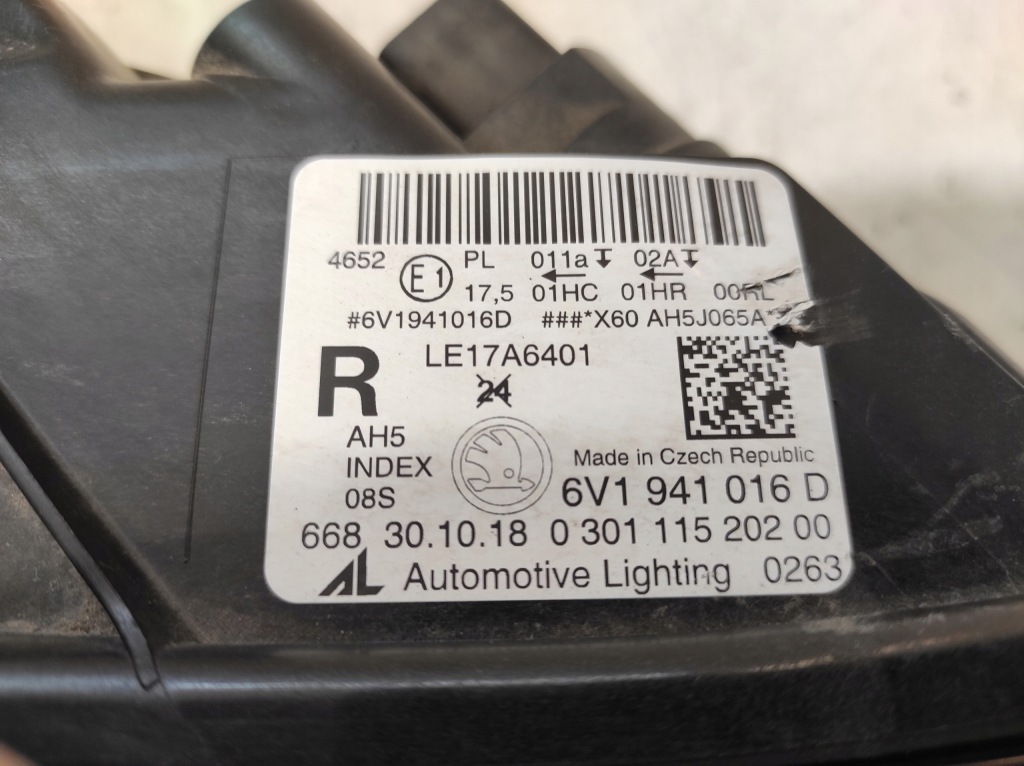 4652 E1 PL 011a 02A
17,5 01HC 01HR 00RL
#6V1941016D ###*X60 AH5J065A*
R LE17A6401
24
AH5
INDEX
08S
Made in Czech Republic
6V1 941 016 D
668 30.10.18 0 301 115 202 00
AL Automotive Lighting 0263